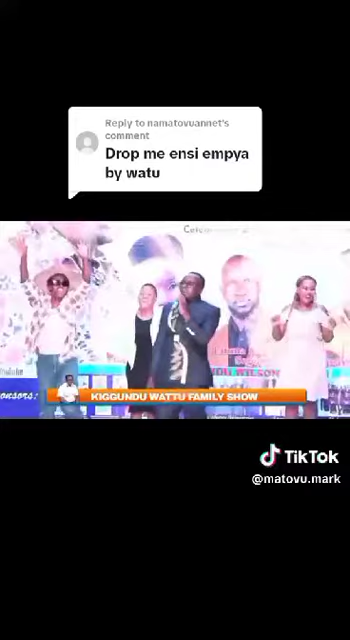 Reply to namatovuannet's
comment
Drop me ensi empya
by watu
KIGGUNDU WATTU FAMILY SHOW
TikTok
@matovu.mark